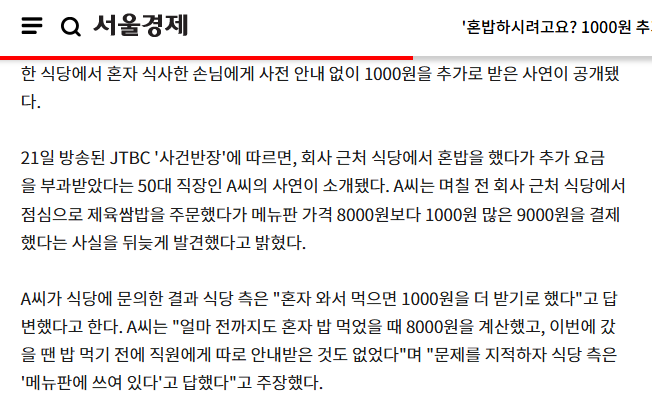 서울경제
'혼밥하시려고요? 1000원 추
한 식당에서 혼자 식사한 손님에게 사전 안내 없이 1000원을 추가로 받은 사연이 공개됐
다.
21일 방송된 JTBC '사건반장'에 따르면, 회사 근처 식당에서 혼밥을 했다가 추가 요금
을 부과받았다는 50대 직장인 A씨의 사연이 소개됐다. A씨는 며칠 전 회사 근처 식당에서
점심으로 제육쌈밥을 주문했다가 메뉴판 가격 8000원보다 1000원 많은 9000원을 결제
했다는 사실을 뒤늦게 발견했다고 밝혔다.
A씨가 식당에 문의한 결과 식당 측은 "혼자 와서 먹으면 1000원을 더 받기로 했다"고 답
변했다고 한다. A씨는 "얼마 전까지도 혼자 밥 먹었을 때 8000원을 계산했고, 이번에 갔
을 땐 밥 먹기 전에 직원에게 따로 안내받은 것도 없었다"며 "문제를 지적하자 식당 측은
'메뉴판에 쓰여 있다'고 답했다"고 주장했다.